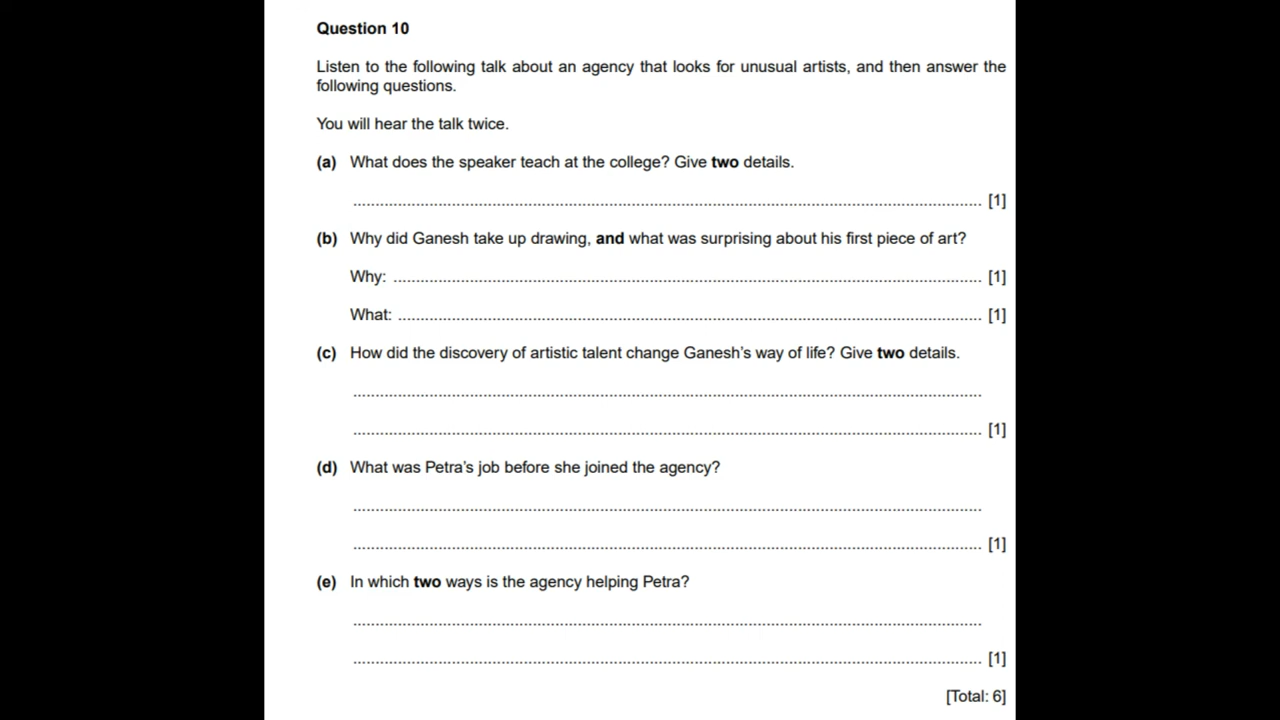 Question 10
Listen to the following talk about an agency that looks for unusual artists, and then answer the
following questions.
You will hear the talk twice.
(a) What does the speaker teach at the college? Give two details.
.................................................................................................................................. [1]
(b) Why did Ganesh take up drawing, and what was surprising about his first piece of art?
Why: .......................................................................................................................... [1]
What: ......................................................................................................................... [1]
(c) How did the discovery of artistic talent change Ganesh’s way of life? Give two details.
..................................................................................................................................
.................................................................................................................................. [1]
(d) What was Petra’s job before she joined the agency?
..................................................................................................................................
.................................................................................................................................. [1]
(e) In which two ways is the agency helping Petra?
..................................................................................................................................
.................................................................................................................................. [1]
[Total: 6]